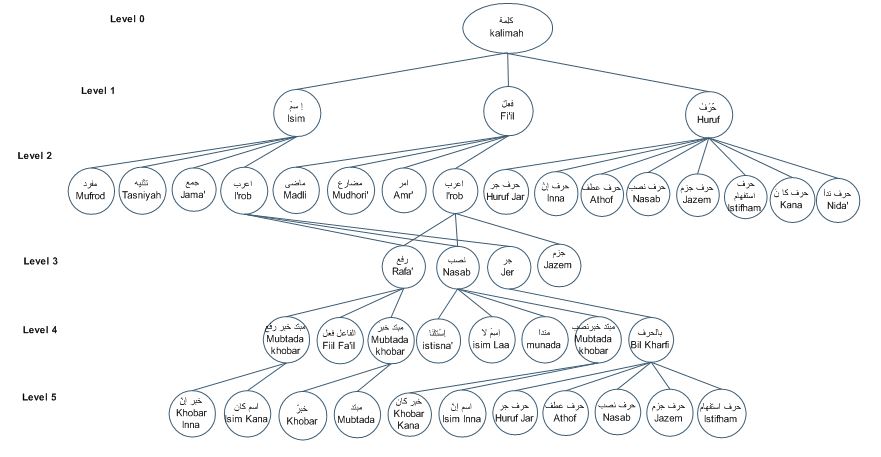 Level 0
كلمة
kalimah
Level 1
إسمٌ
Isim
فعلٌ
Fi'il
حُرُفٌ
Huruf
Level 2
مفرد
Mufrod
تثنيه
Tasniyah
جمع
Jama'
اعرب
I'rob
ماضى
Madli
مضارع
Mudhori'
امر
Amr'
اعرب
I'rob
حرف جر
Huruf Jar
حرف إنّ
Inna
حرف عطف
Athof
حرف نصب
Nasab
حرف جزم
Jazem
حرف
استفهام
Istifham
حرف كا ن
Kana
حرف ندا
Nida'
Level 3
رفع
Rafa'
نصب
Nasab
جر
Jer
جزم
Jazem
Level 4
مبتد خبر رفع
Mubtada
khobar
الفاعل فعل
Fiil Fa'il
مبتد خبر
Mubtada
khobar
إسْتِثْنَا
istisna'
اِسمْ لا
isim Laa
مندا
munada
مبتد خبرنصب
Mubtada
khobar
بالحرف
Bil Kharfi
Level 5
خبر إنّ
Khobar
Inna
اسم كان
Isim Kana
خبرٌ
Khobar
مبتد
Mubtada
خبر كان
Khobar
Kana
اسم إنّ
Isim Inna
حرف جر
Huruf Jar
حرف عطف
Athof
حرف نصب
Nasab
حرف جزم
Jazem
حرف استفهام
Istifham